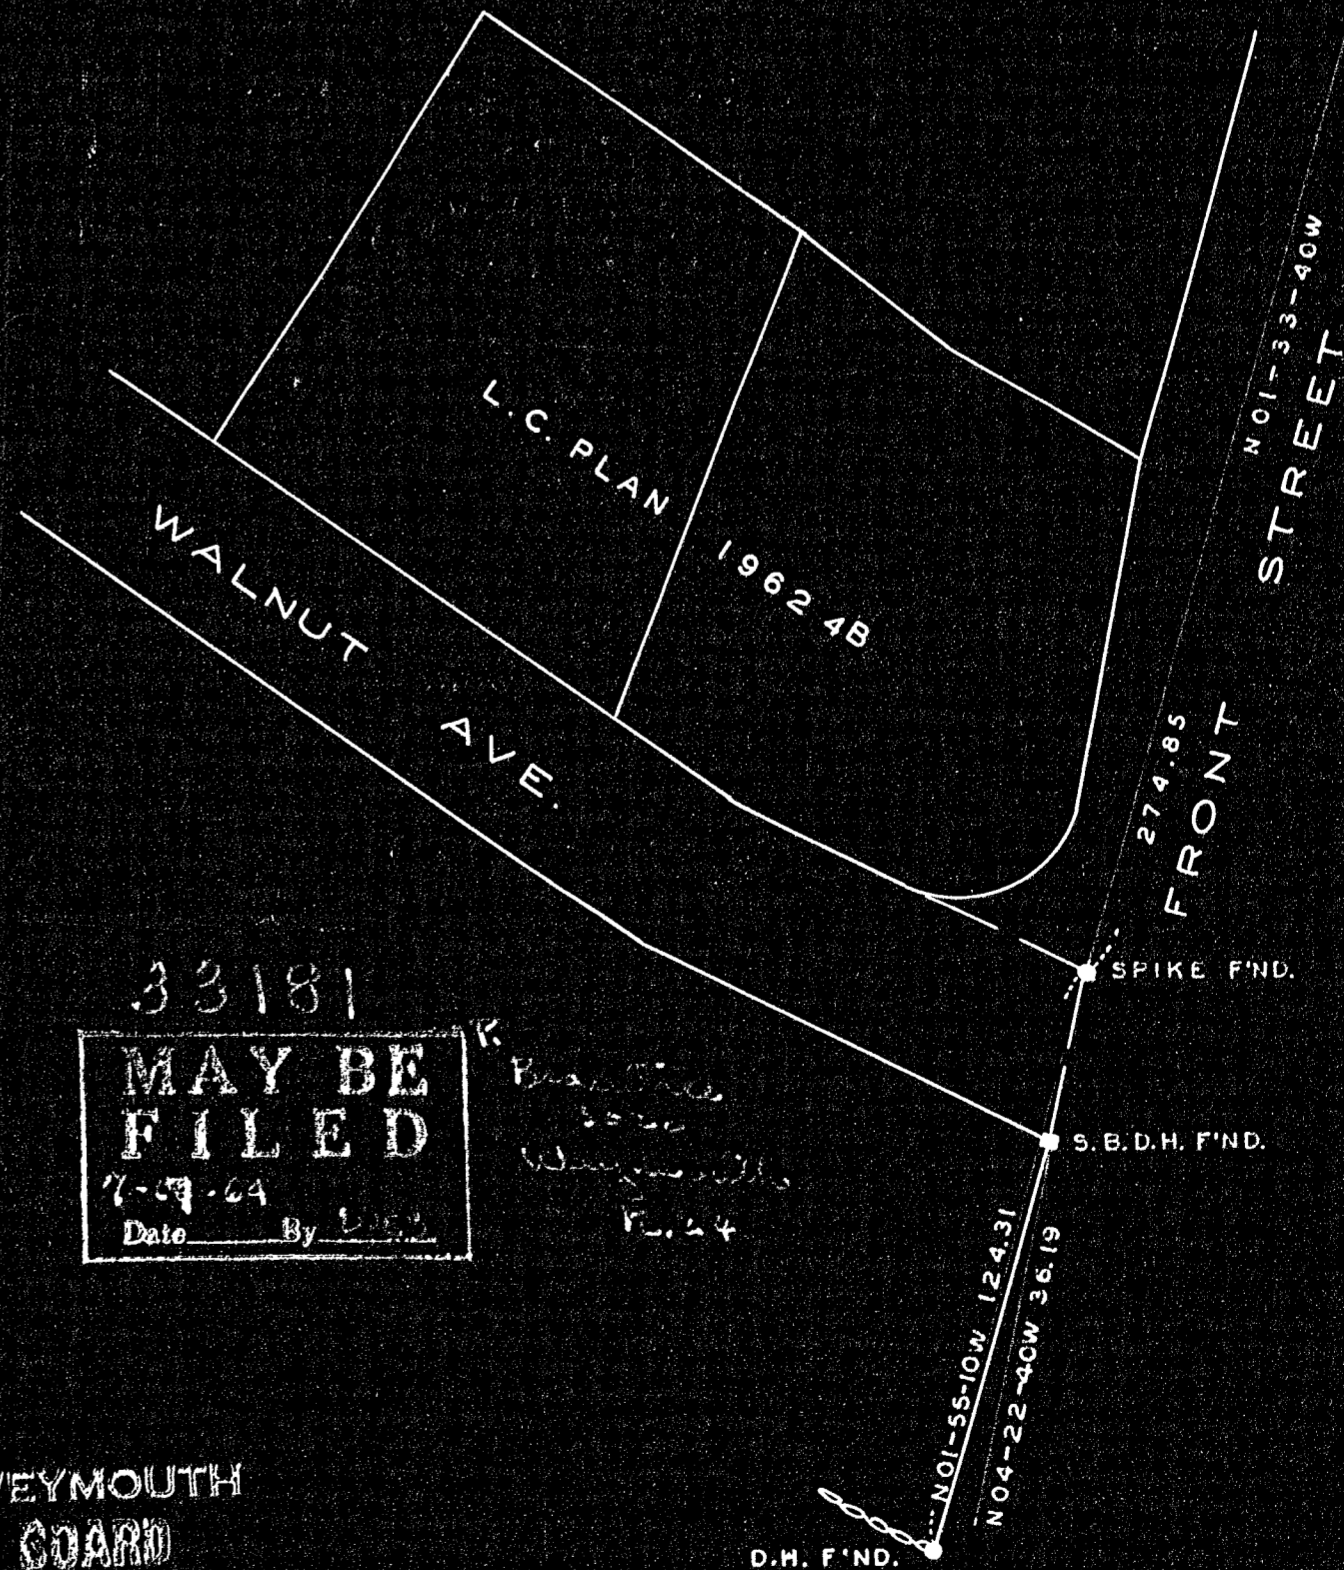 N 01-33-40W
STREET
L.C. PLAN
1962 4B
WALNUT
AVE.
274.85
FRONT
SPIKE F'ND.
33181
MAY BE
FILED
Date By
S.B.D.H. F'ND.
N01-55-10W 124.31
N04-22-40W 36.19
EYMOUTH
D.H. F'ND.